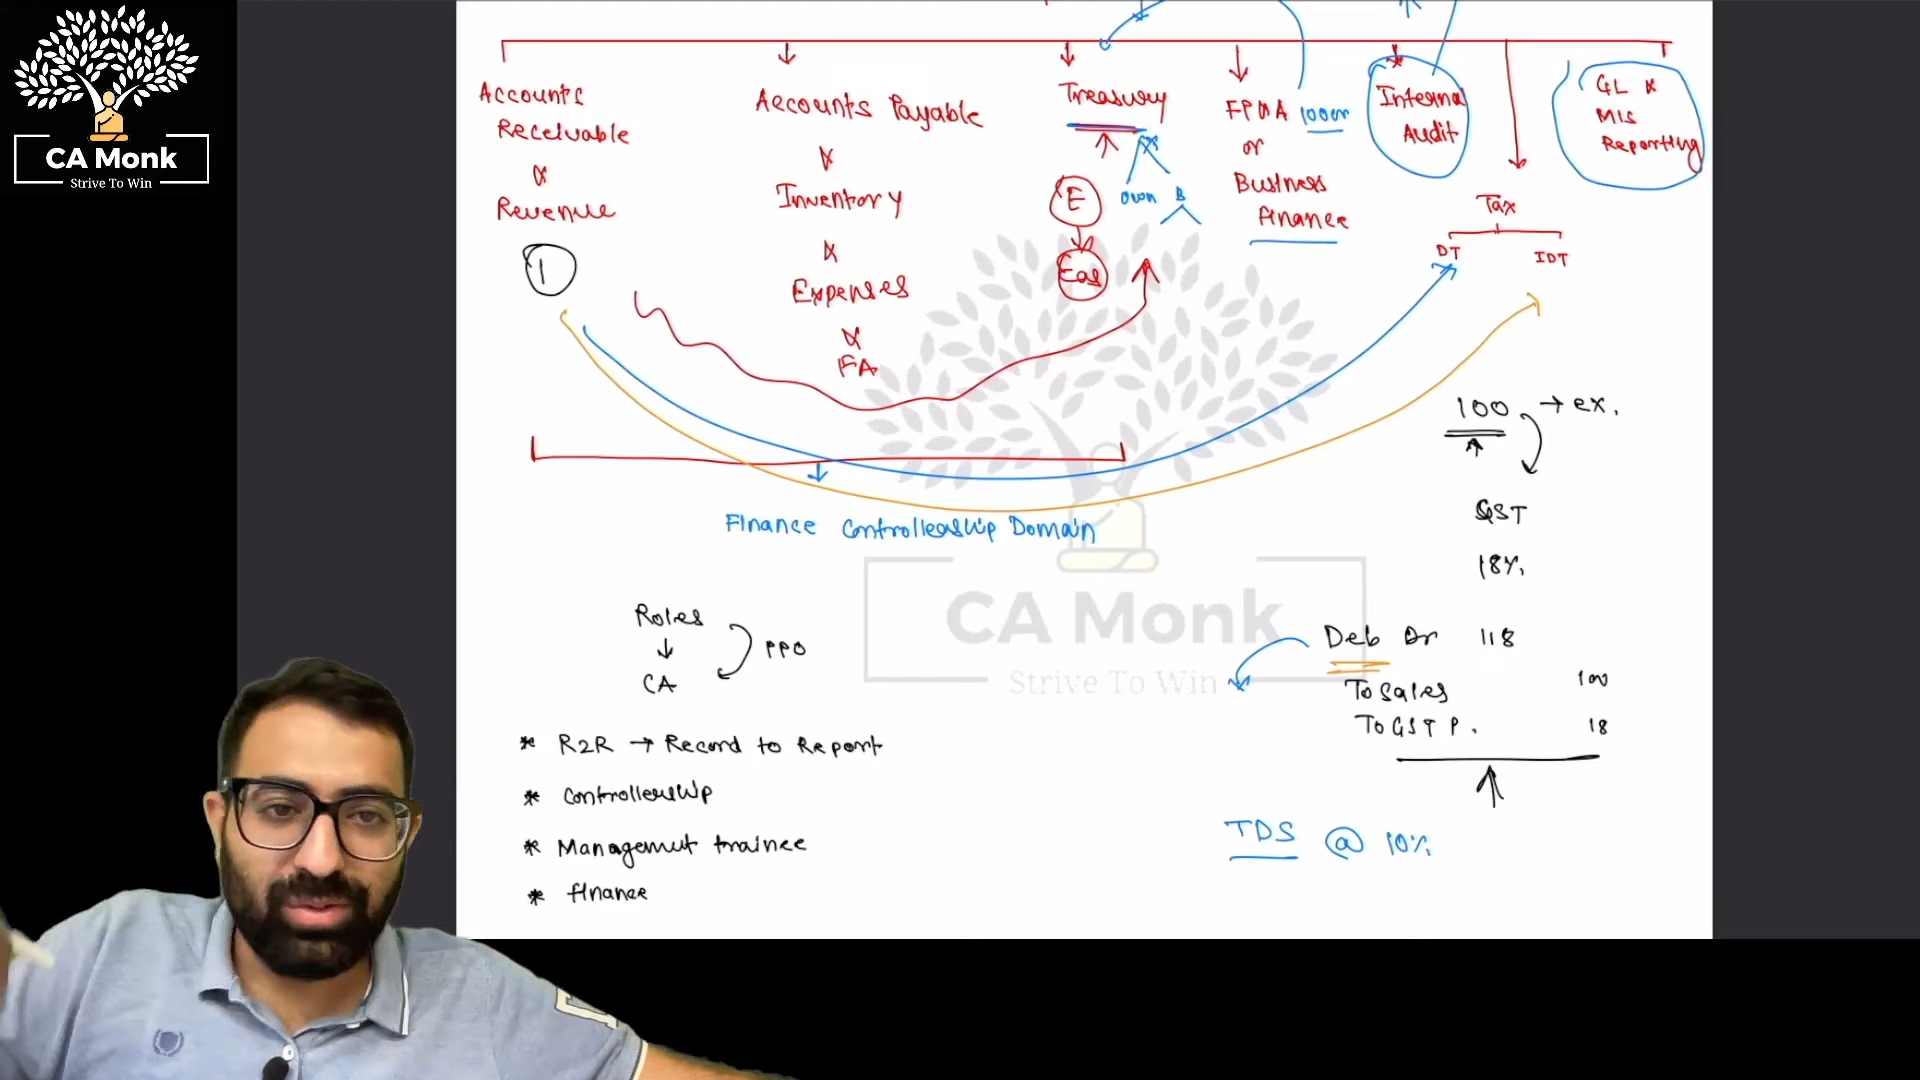 CA Monk
Strive To Win
Accounts
Receivable
&
Revenue
1
Accounts Payable
&
Inventory
&
Expenses
&
FA
Treasury
E
Own B
FP&A 1000cr
or
Business
Finance
Internal
Audit
GL &
MIS
Reporting
Tax
DT
IDT
100 → ex.
GST
18%
Finance Controllership Domain
CA Monk
Strive To Win
Roles
CA
PPO
Deb Dr 118
To Sales 100
To GST P. 18
* R2R → Record to Report
* Controllership
* Management trainee
* finance
TDS @ 10%